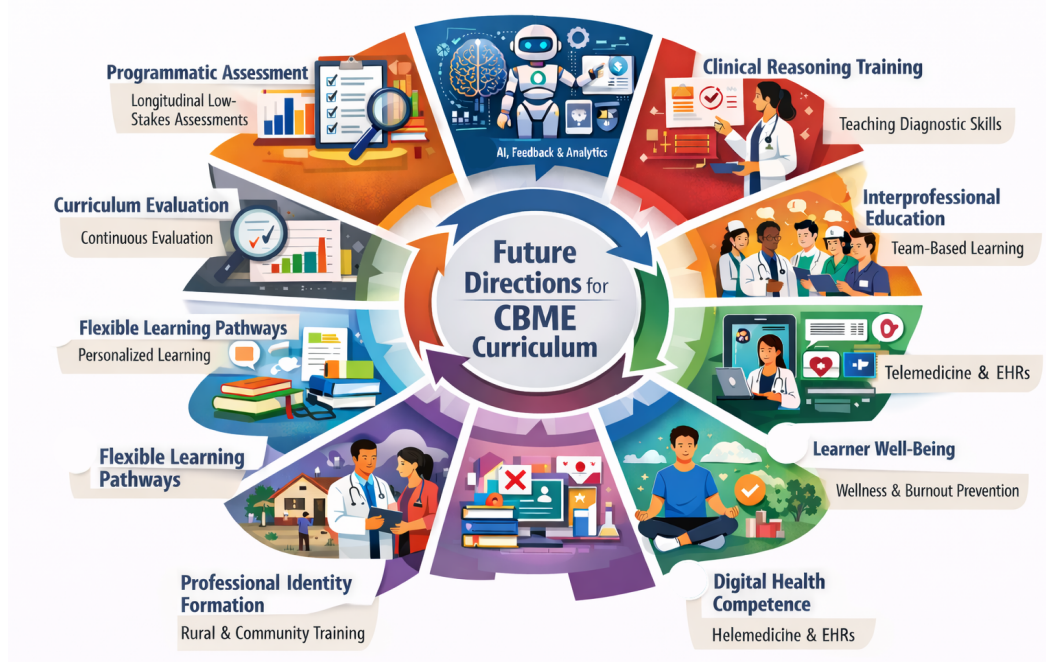 Programmatic Assessment
Longitudinal Low-
Stakes Assessments
AI, Feedback & Analytics
Clinical Reasoning Training
Teaching Diagnostic Skills
Curriculum Evaluation
Continuous Evaluation
Interprofessional
Education
Team-Based Learning
Future
Directions for
CBME
Curriculum
Flexible Learning Pathways
Personalized Learning
Telemedicine & EHRs
Flexible Learning
Pathways
Learner Well-Being
Wellness & Burnout Prevention
Professional Identity
Formation
Rural & Community Training
Digital Health
Competence
Helemedicine & EHRs